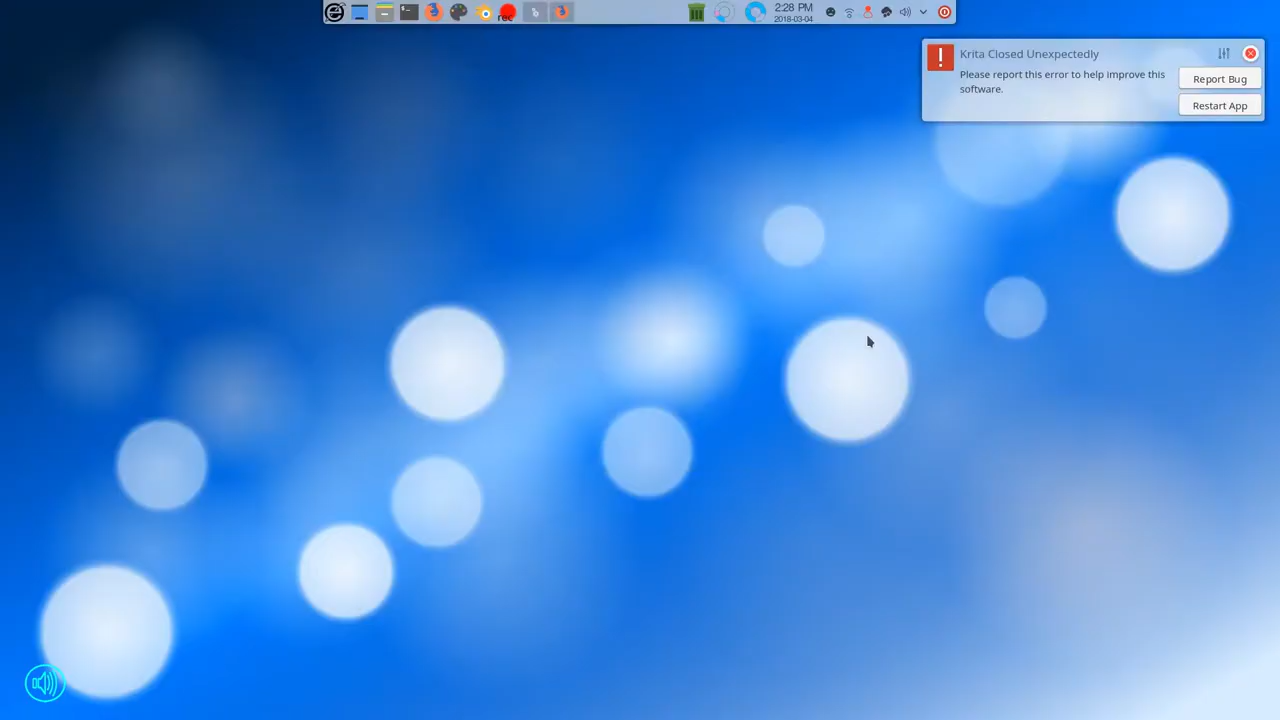 rec
2:28 PM
2018-03-04
Krita Closed Unexpectedly
Please report this error to help improve this
software.
Report Bug
Restart App